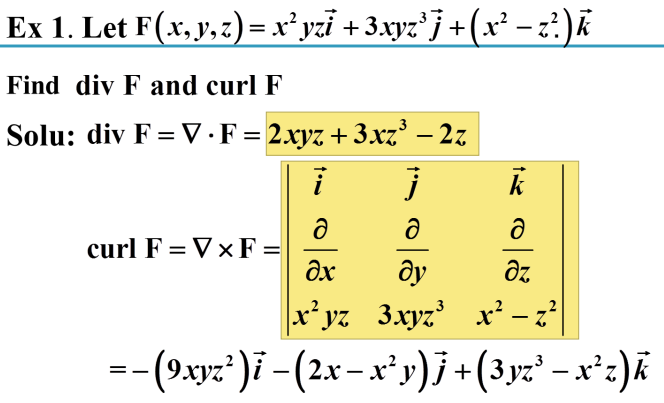 Ex 1. Let F(x, y, z) = x²yz i⃗ + 3xyz³ j⃗ + (x² − z².) k⃗
Find div F and curl F
Solu: div F = ∇ · F = 2xyz + 3xz³ − 2z
i⃗ j⃗ k⃗
curl F = ∇ × F = ∂/∂x ∂/∂y ∂/∂z
x²yz 3xyz³ x² − z²
= −(9xyz²) i⃗ − (2x − x²y) j⃗ + (3yz³ − x²z) k⃗